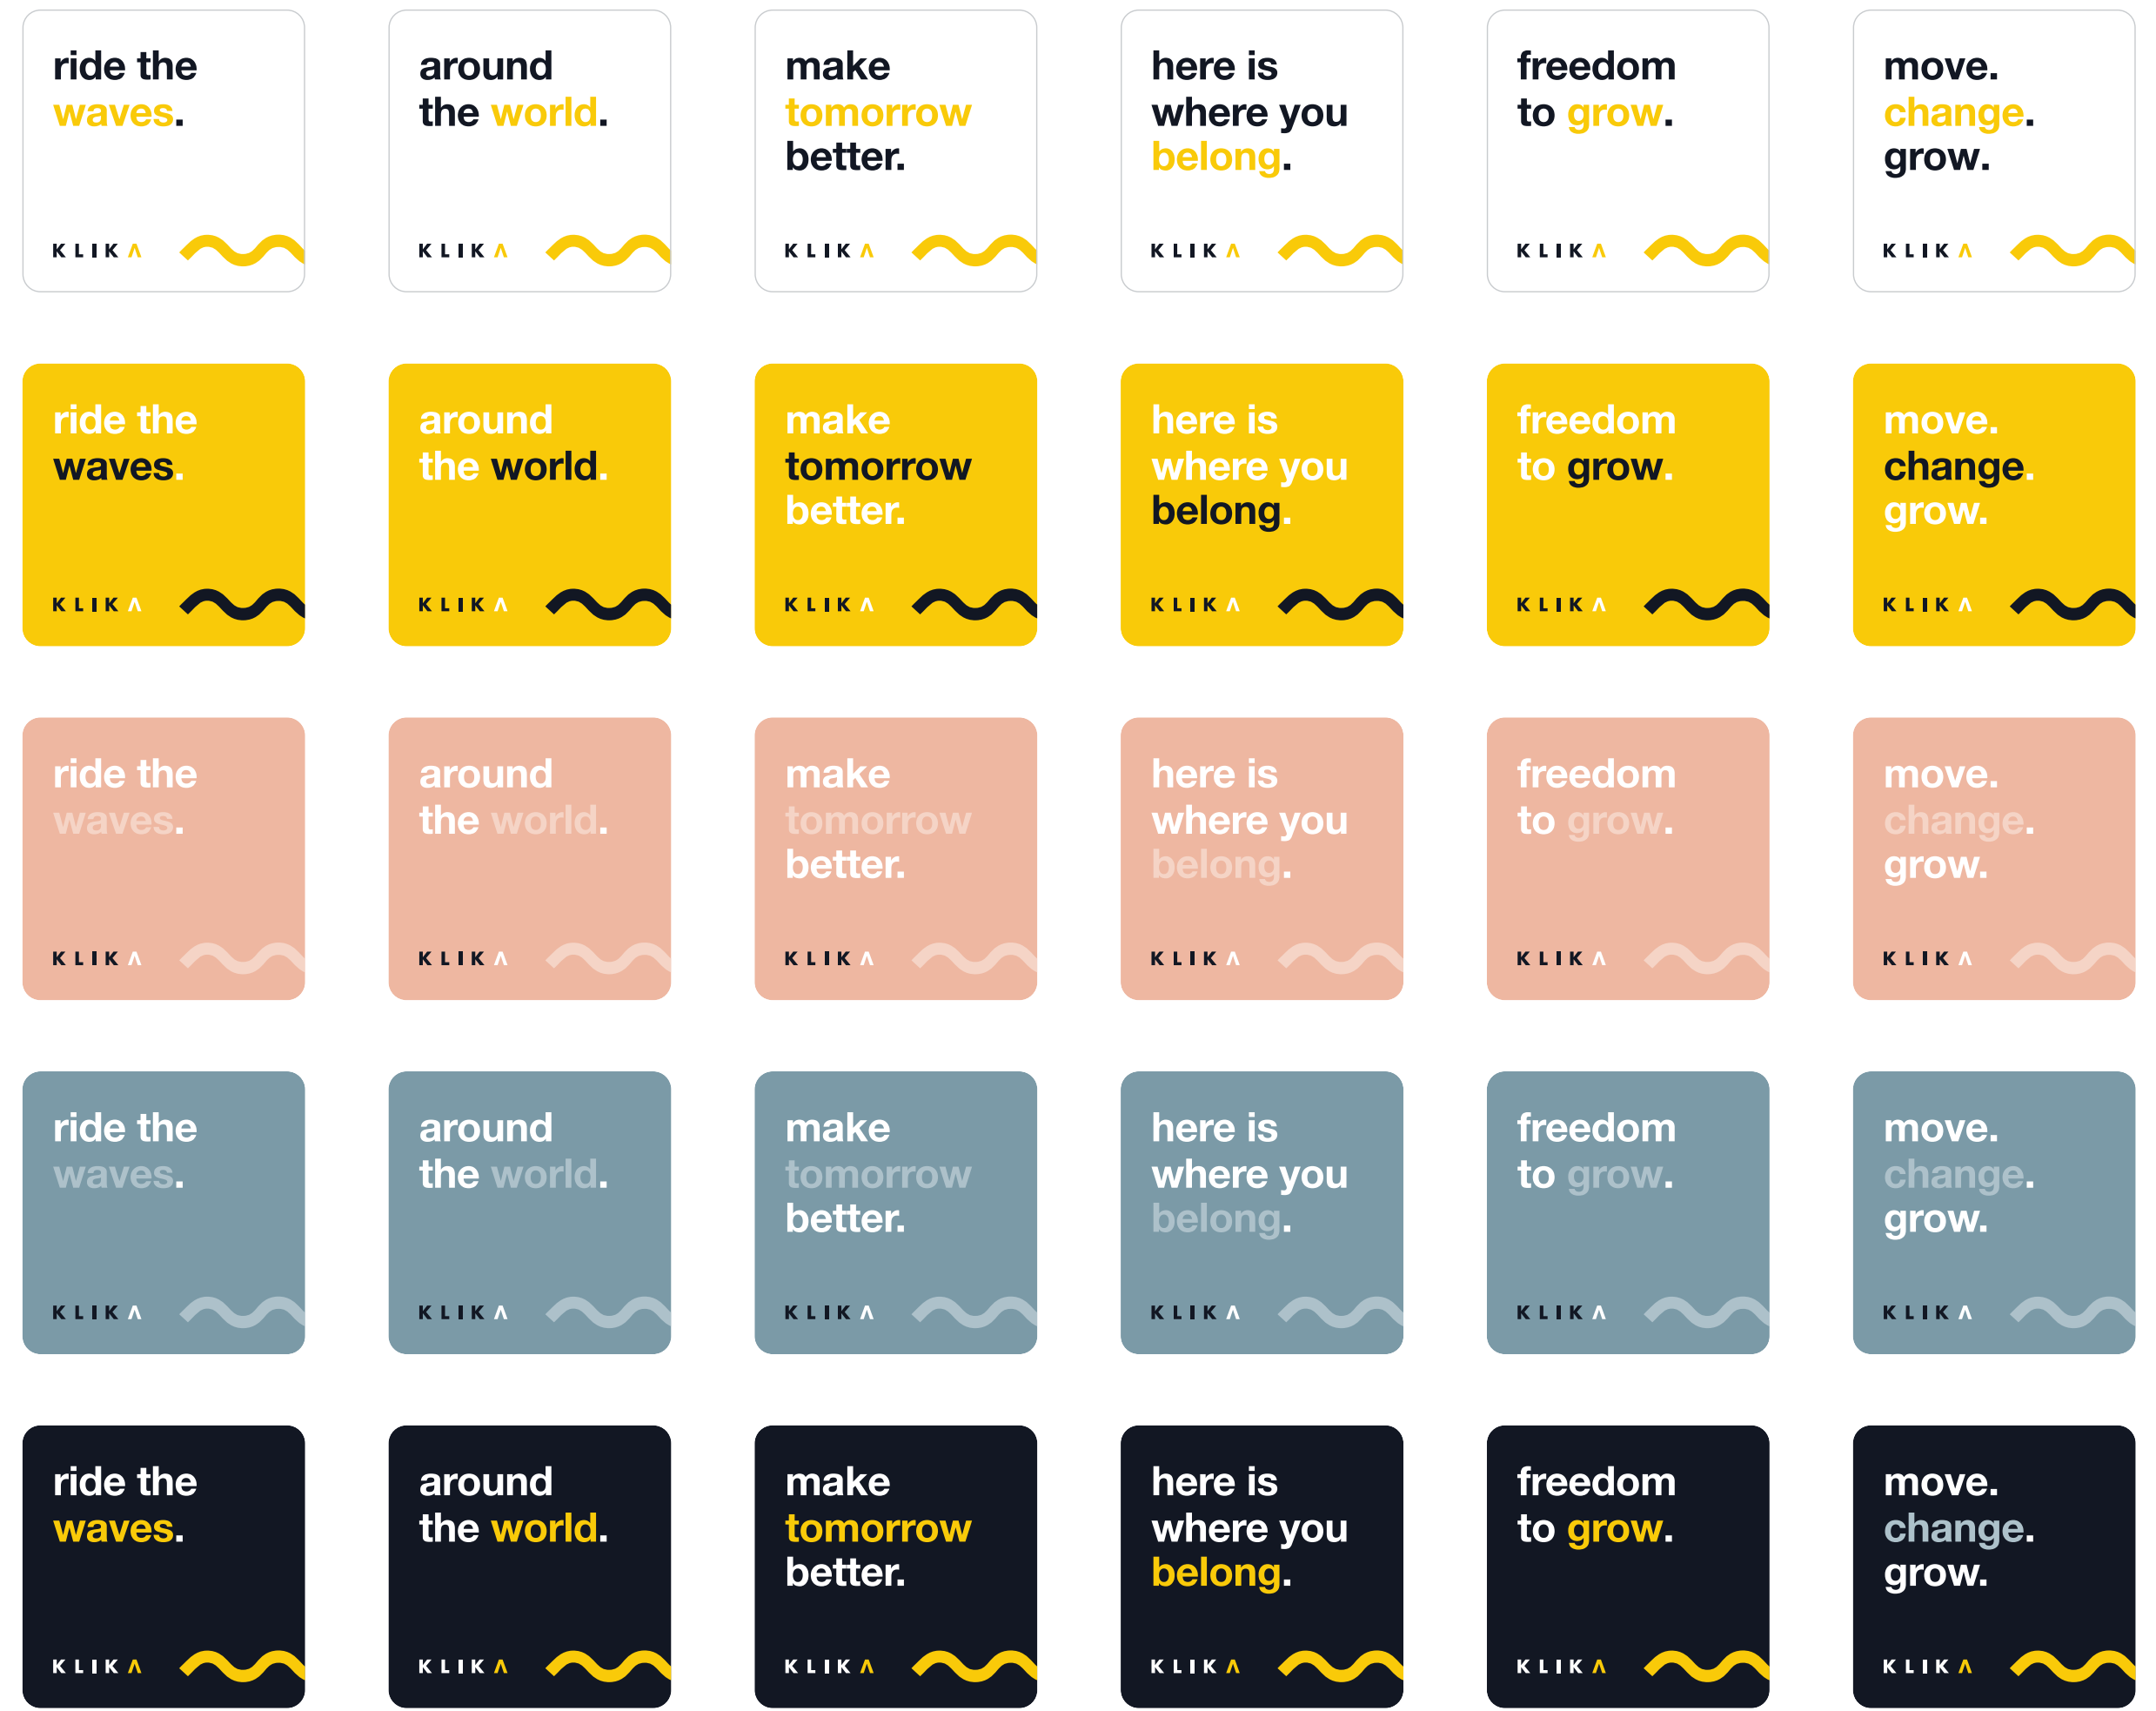 ride the
waves.
KLIKA
around
the world.
KLIKA
make
tomorrow
better.
KLIKA
here is
where you
belong.
KLIKA
freedom
to grow.
KLIKA
move.
change.
grow.
KLIKA
ride the
waves.
KLIKA
around
the world.
KLIKA
make
tomorrow
better.
KLIKA
here is
where you
belong.
KLIKA
freedom
to grow.
KLIKA
move.
change.
grow.
KLIKA
ride the
waves.
KLIKA
around
the world.
KLIKA
make
tomorrow
better.
KLIKA
here is
where you
belong.
KLIKA
freedom
to grow.
KLIKA
move.
change.
grow.
KLIKA
ride the
waves.
KLIKA
around
the world.
KLIKA
make
tomorrow
better.
KLIKA
here is
where you
belong.
KLIKA
freedom
to grow.
KLIKA
move.
change.
grow.
KLIKA
ride the
waves.
KLIKA
around
the world.
KLIKA
make
tomorrow
better.
KLIKA
here is
where you
belong.
KLIKA
freedom
to grow.
KLIKA
move.
change.
grow.
KLIKA